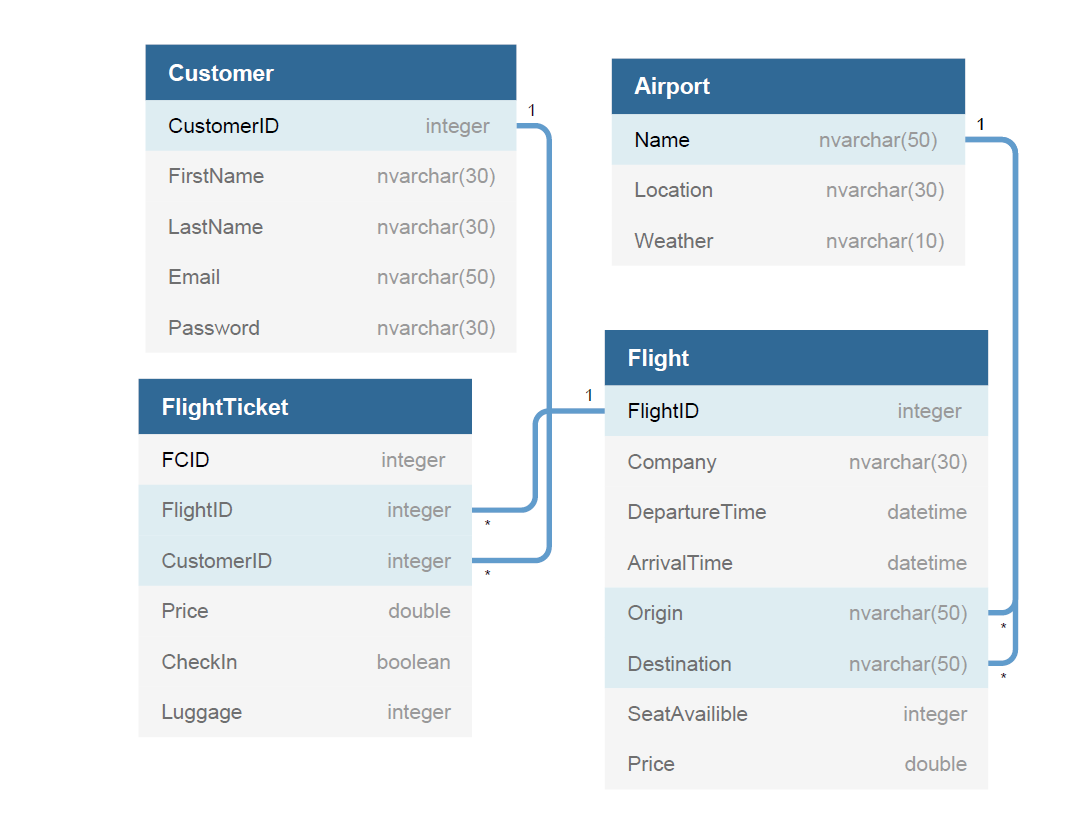 Customer
1
CustomerID integer
FirstName nvarchar(30)
LastName nvarchar(30)
Email nvarchar(50)
Password nvarchar(30)
Airport
1
Name nvarchar(50)
Location nvarchar(30)
Weather nvarchar(10)
FlightTicket
FCID integer
FlightID integer
*
CustomerID integer
*
Price double
CheckIn boolean
Luggage integer
Flight
1
FlightID integer
Company nvarchar(30)
DepartureTime datetime
ArrivalTime datetime
Origin nvarchar(50)
*
Destination nvarchar(50)
*
SeatAvailible integer
Price double